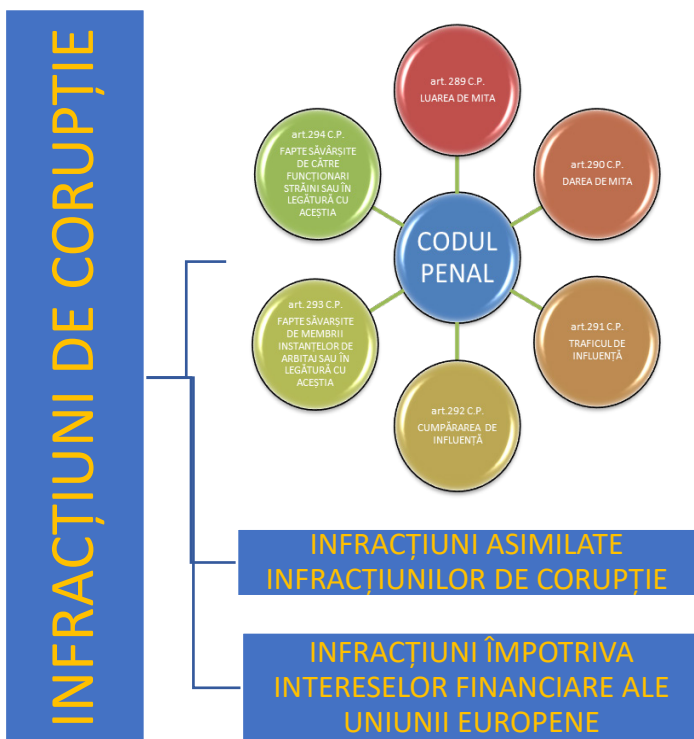 INFRACȚIUNI DE CORUPȚIE
art. 289 C.P.
LUAREA DE MITA
art.290 C.P.
DAREA DE MITA
art.291 C.P.
TRAFICUL DE
INFLUENȚĂ
art.292 C.P.
CUMPĂRAREA DE
INFLUENȚĂ
art. 293 C.P.
FAPTE SĂVARȘITE
DE MEMBRII
INSTANȚELOR DE
ARBITAJ SAU ÎN
LEGĂTURĂ CU
ACEȘTIA
art.294 C.P.
FAPTE SĂVÂRȘITE
DE CĂTRE
FUNCȚIONARI
STRĂINI SAU ÎN
LEGĂTURĂ CU
ACEȘTIA
CODUL
PENAL
INFRACȚIUNI ASIMILATE
INFRACȚIUNILOR DE CORUPȚIE
INFRACȚIUNI ÎMPOTRIVA
INTERESELOR FINANCIARE ALE
UNIUNII EUROPENE